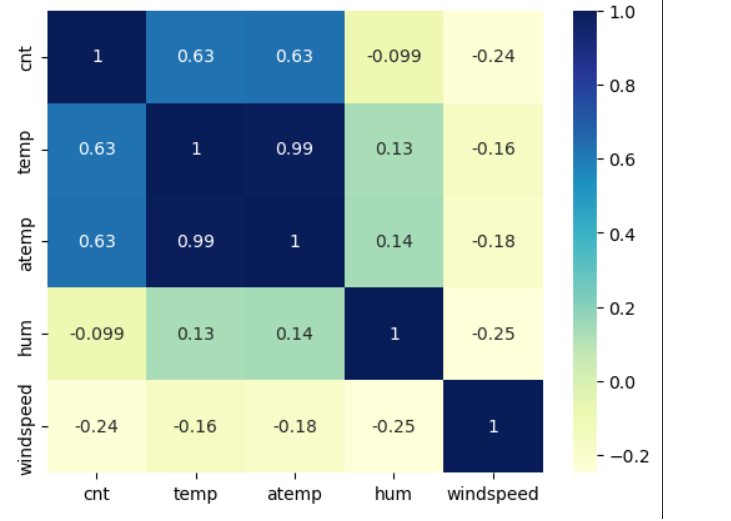 cnt 1 0.63 0.63 -0.099 -0.24
temp 0.63 1 0.99 0.13 -0.16
atemp 0.63 0.99 1 0.14 -0.18
hum -0.099 0.13 0.14 1 -0.25
windspeed -0.24 -0.16 -0.18 -0.25 1
cnt temp atemp hum windspeed
1.0
0.8
0.6
0.4
0.2
0.0
−0.2